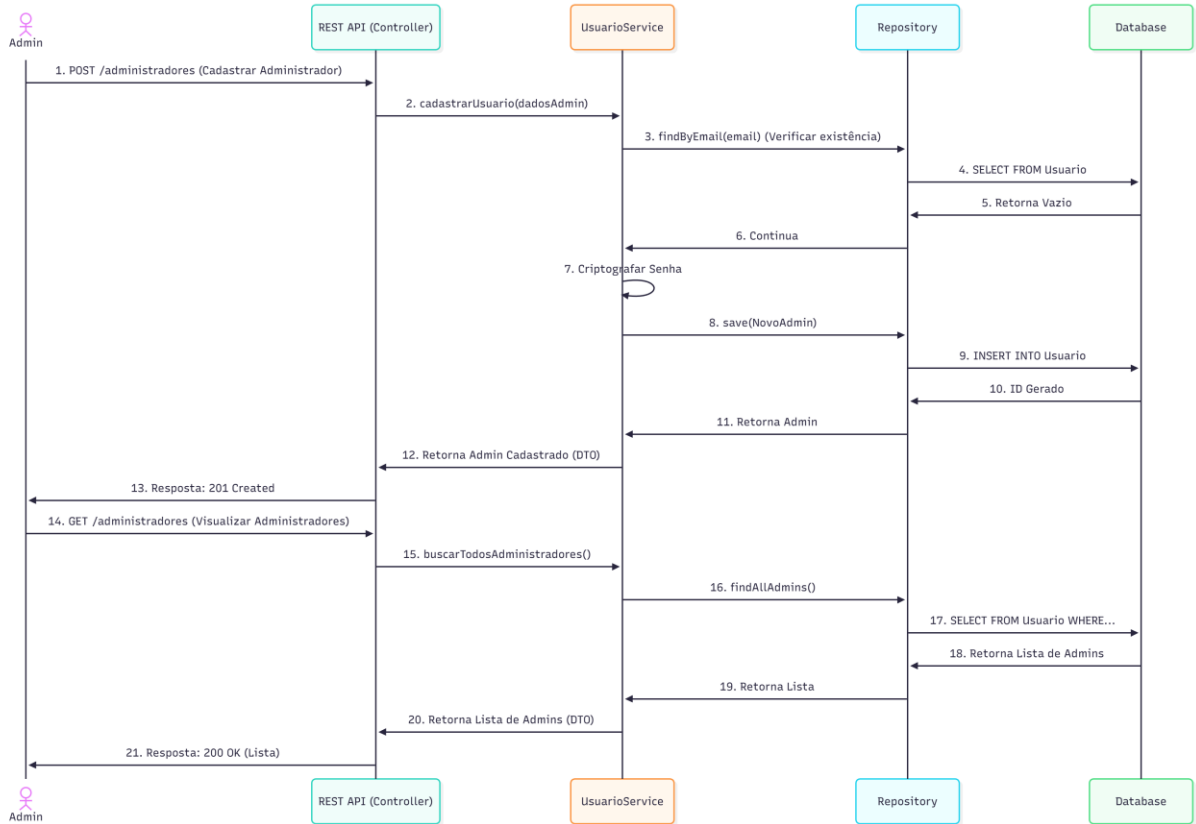 Admin
REST API (Controller)
UsuarioService
Repository
Database
1. POST /administradores (Cadastrar Administrador)
2. cadastrarUsuario(dadosAdmin)
3. findByEmail(email) (Verificar existência)
4. SELECT FROM Usuario
5. Retorna Vazio
6. Continua
7. Criptografar Senha
8. save(NovoAdmin)
9. INSERT INTO Usuario
10. ID Gerado
11. Retorna Admin
12. Retorna Admin Cadastrado (DTO)
13. Resposta: 201 Created
14. GET /administradores (Visualizar Administradores)
15. buscarTodosAdministradores()
16. findAllAdmins()
17. SELECT FROM Usuario WHERE...
18. Retorna Lista de Admins
19. Retorna Lista
20. Retorna Lista de Admins (DTO)
21. Resposta: 200 OK (Lista)
Admin
REST API (Controller)
UsuarioService
Repository
Database